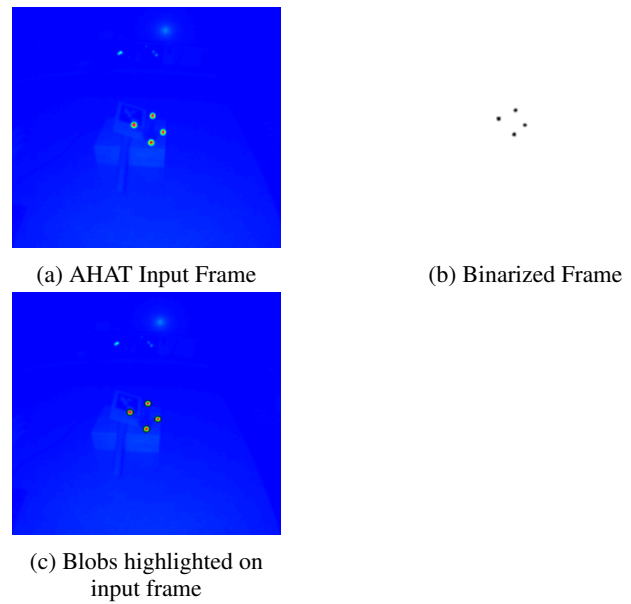 (a) AHAT Input Frame
(b) Binarized Frame
(c) Blobs highlighted on
input frame